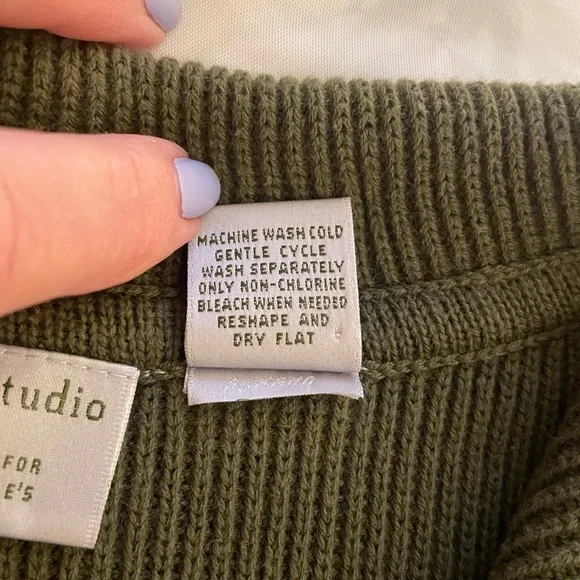 MACHINE WASH COLD
GENTLE CYCLE
WASH SEPARATELY
ONLY NON-CHLORINE
BLEACH WHEN NEEDED
RESHAPE AND
DRY FLAT
tudio
FOR
E'S